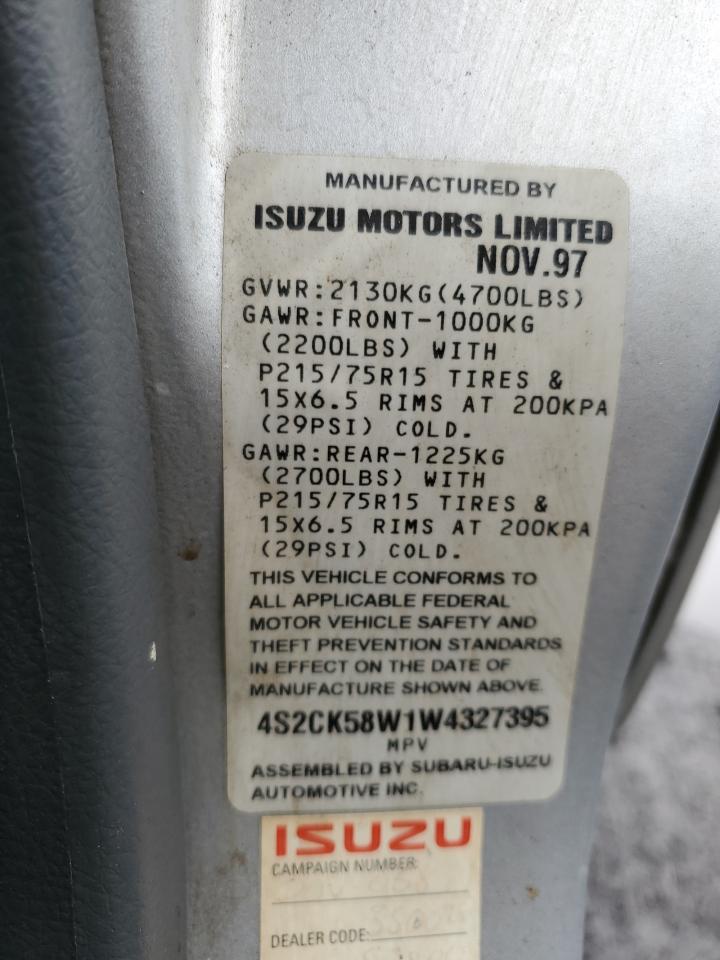 MANUFACTURED BY
ISUZU MOTORS LIMITED
NOV.97
GVWR:2130KG(4700LBS)
GAWR:FRONT-1000KG
(2200LBS) WITH
P215/75R15 TIRES &
15X6.5 RIMS AT 200KPA
(29PSI) COLD.
GAWR:REAR-1225KG
(2700LBS) WITH
P215/75R15 TIRES &
15X6.5 RIMS AT 200KPA
(29PSI) COLD.
THIS VEHICLE CONFORMS TO
ALL APPLICABLE FEDERAL
MOTOR VEHICLE SAFETY AND
THEFT PREVENTION STANDARDS
IN EFFECT ON THE DATE OF
MANUFACTURE SHOWN ABOVE.
4S2CK58W1W4327395
MPV
ASSEMBLED BY SUBARU-ISUZU
AUTOMOTIVE INC.
ISUZU
CAMPAIGN NUMBER:
DEALER CODE: